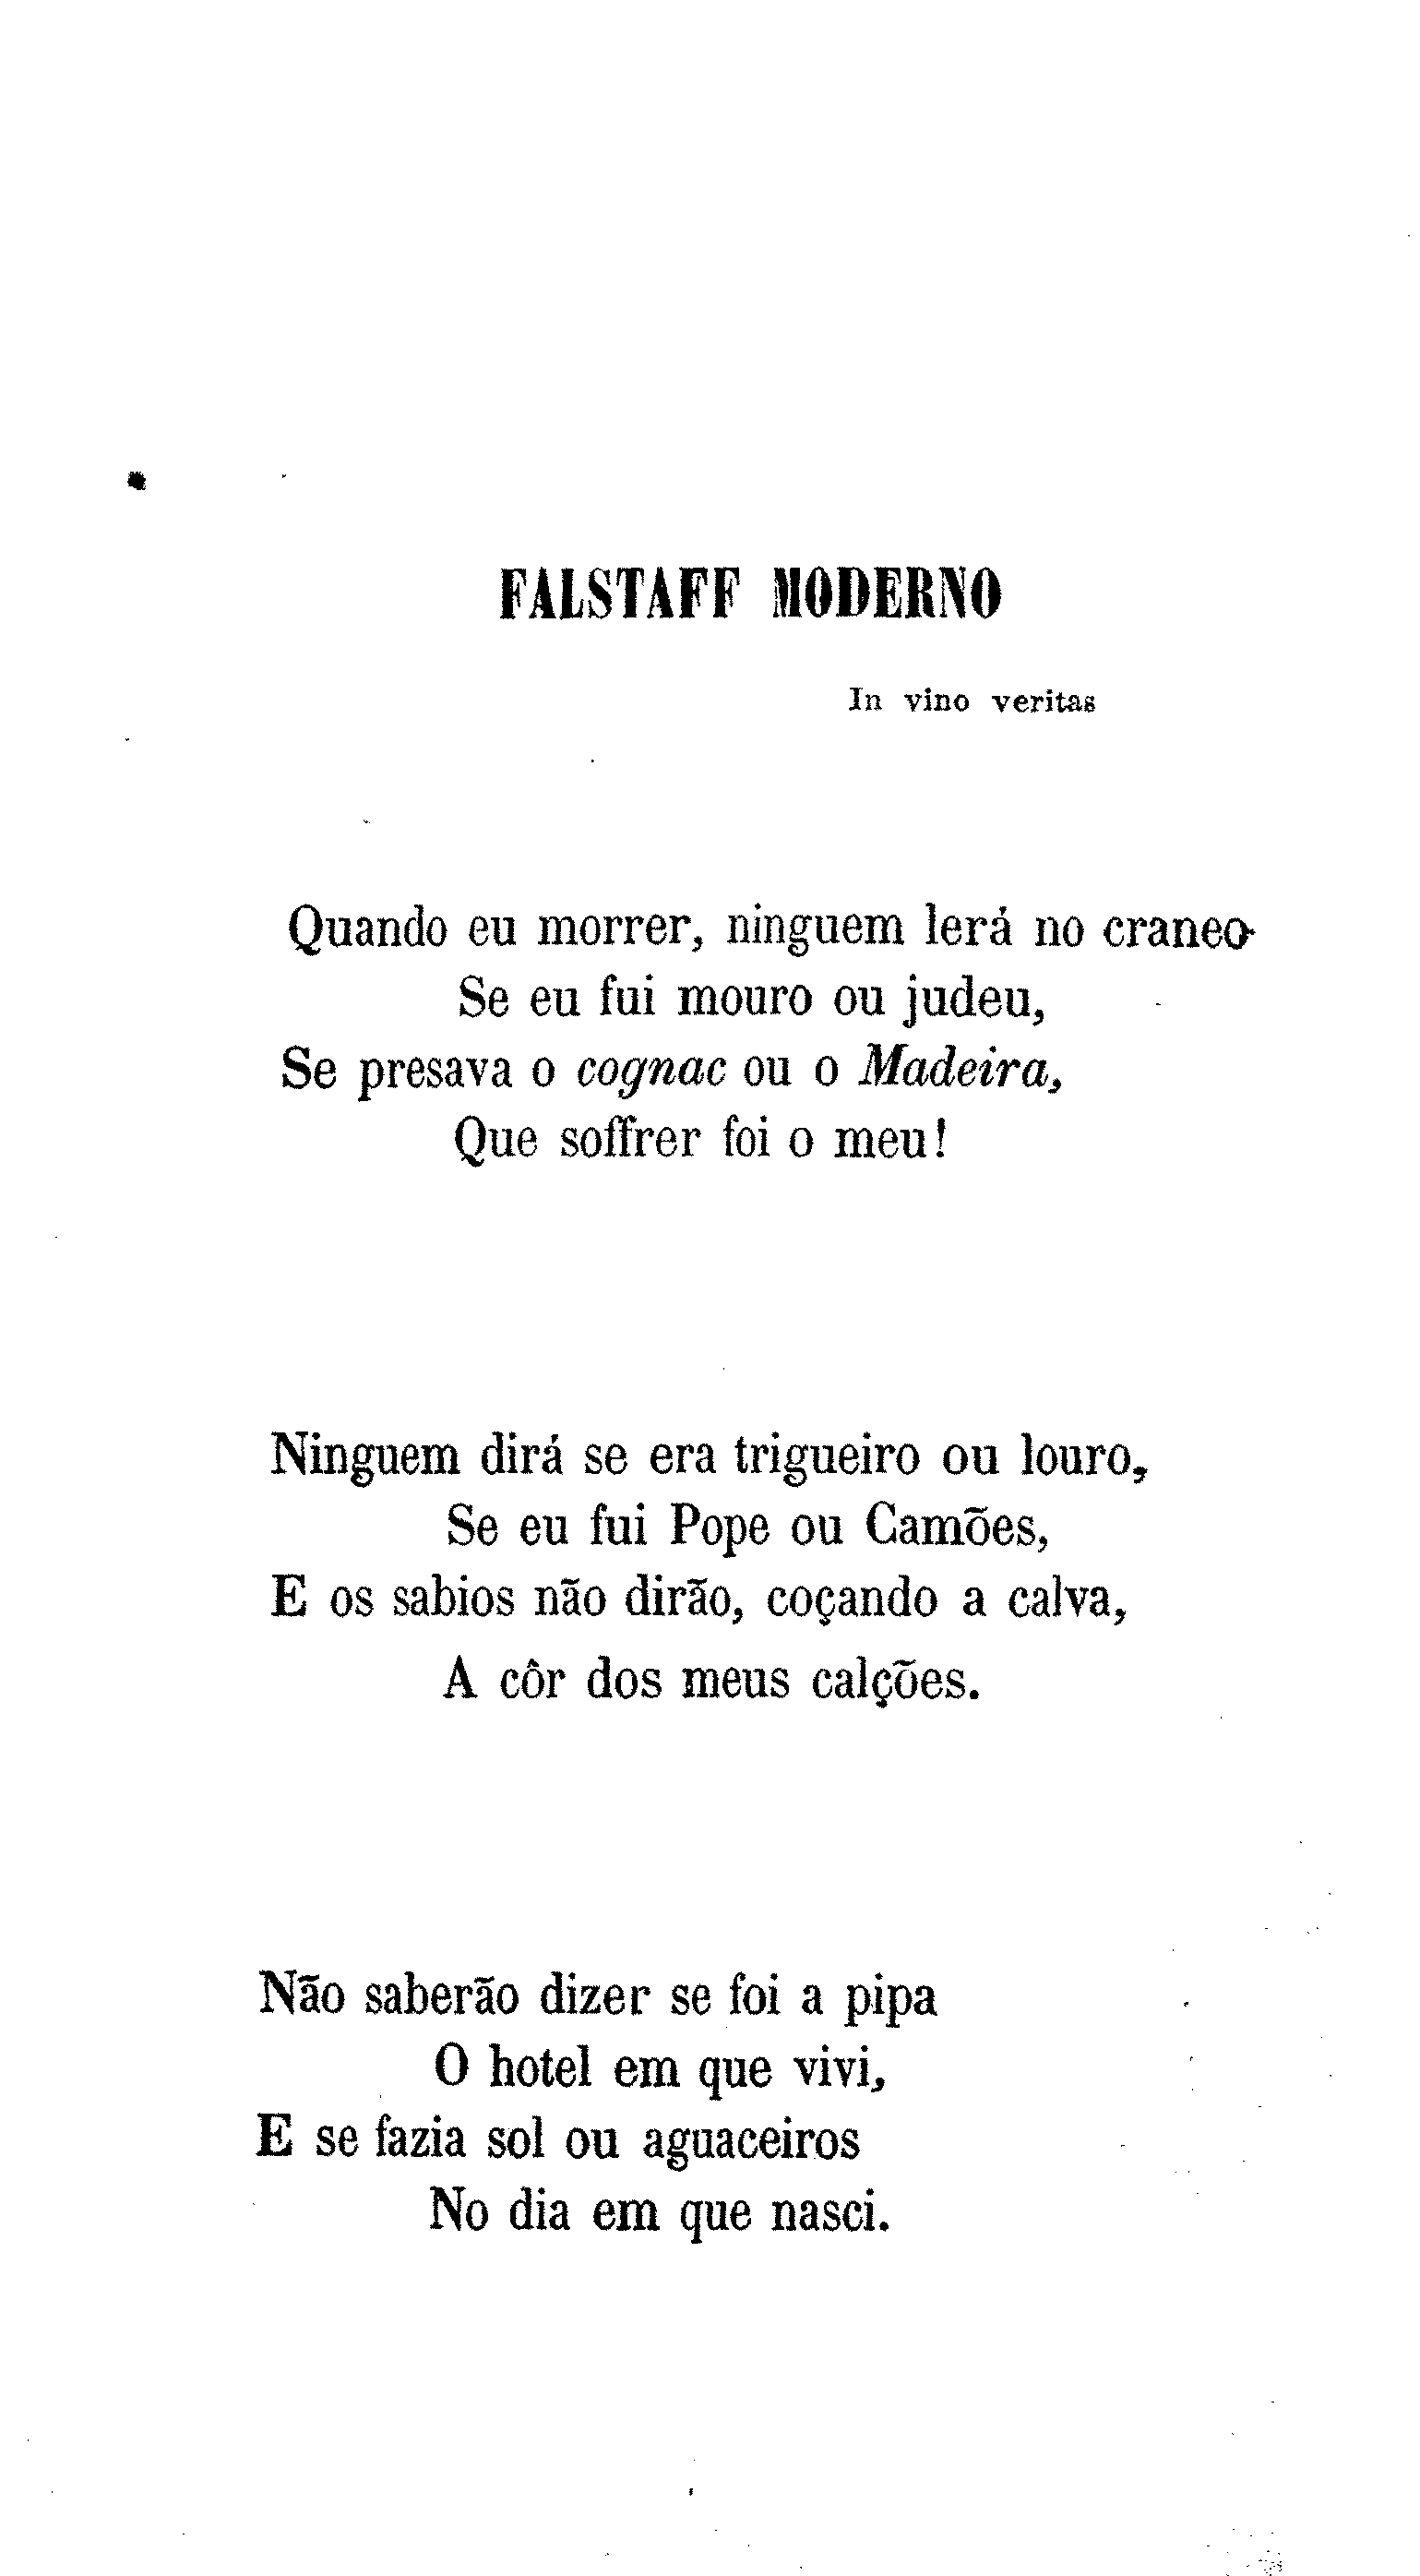 FALSTAFF MODERNO
In vino veritas
Quando eu morrer, ninguem lerá no craneo
Se eu fui mouro ou judeu,
Se presava o cognac ou o Madeira,
Que soffrer foi o meu!
Ninguem dirá se era trigueiro ou louro,
Se eu fui Pope ou Camões,
E os sabios não dirão, coçando a calva,
A côr dos meus calções.
Não saberão dizer se foi a pipa
O hotel em que vivi,
E se fazia sol ou aguaceiros
No dia em que nasci.